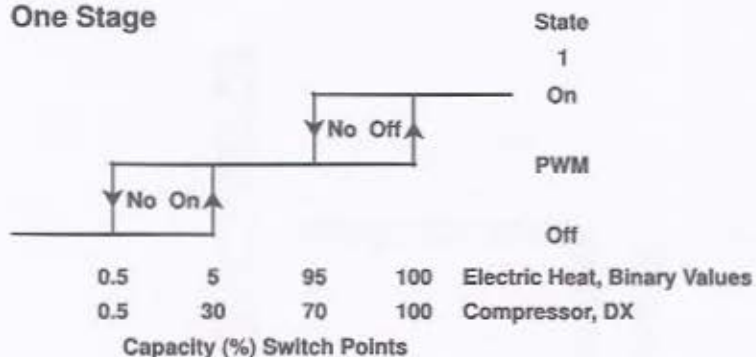 One Stage
State
1
On
No Off
PWM
No On
Off
0.5 5 95 100 Electric Heat, Binary Values
0.5 30 70 100 Compressor, DX
Capacity (%) Switch Points